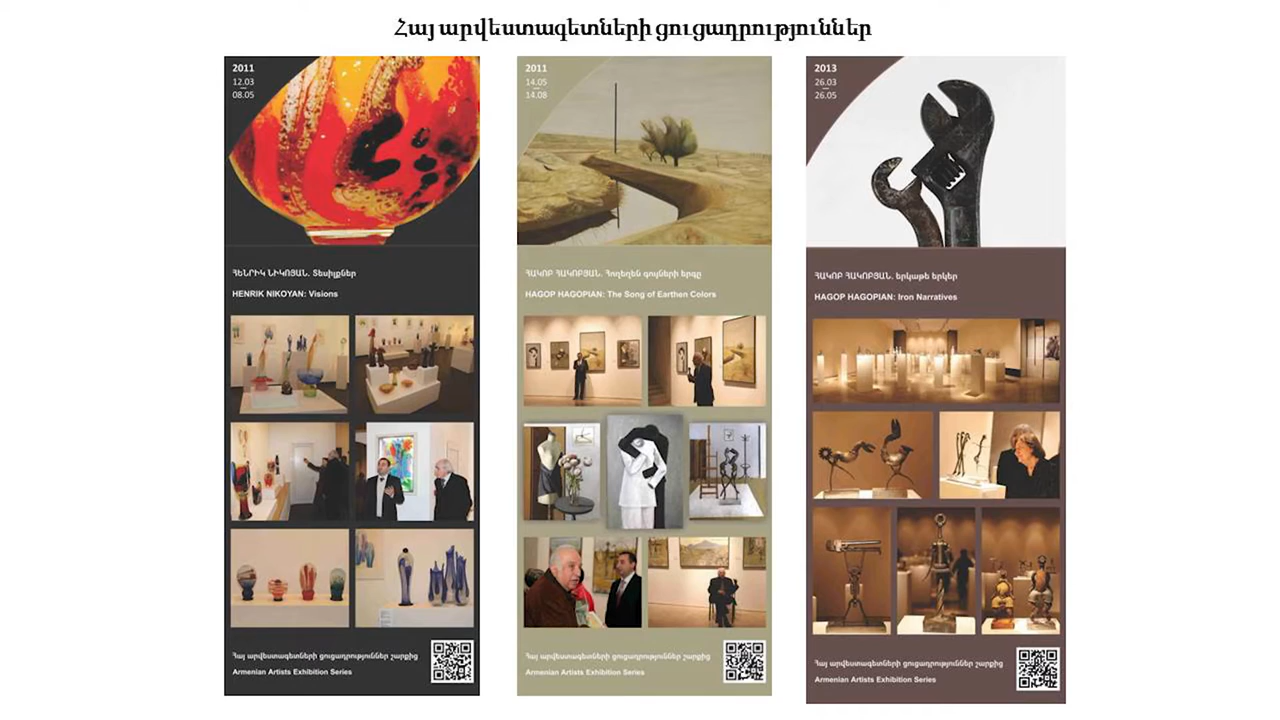 Հայ արվեստագետների ցուցադրություններ
2011
12.03
08.05
ՀԵՆՐԻԿ ՆԻԿՈՅԱՆ. Տեսիլքներ
HENRIK NIKOYAN: Visions
Հայ արվեստագետների ցուցադրություններ շարքից
Armenian Artists Exhibition Series
2011
14.05
14.08
ՀԱԿՈԲ ՀԱԿՈԲՅԱՆ. Հողեղեն գույների երգը
HAGOP HAGOPIAN: The Song of Earthen Colors
Հայ արվեստագետների ցուցադրություններ շարքից
Armenian Artists Exhibition Series
2013
26.03
26.05
ՀԱԿՈԲ ՀԱԿՈԲՅԱՆ. երկաթե երկեր
HAGOP HAGOPIAN: Iron Narratives
Հայ արվեստագետների ցուցադրություններ շարքից
Armenian Artists Exhibition Series